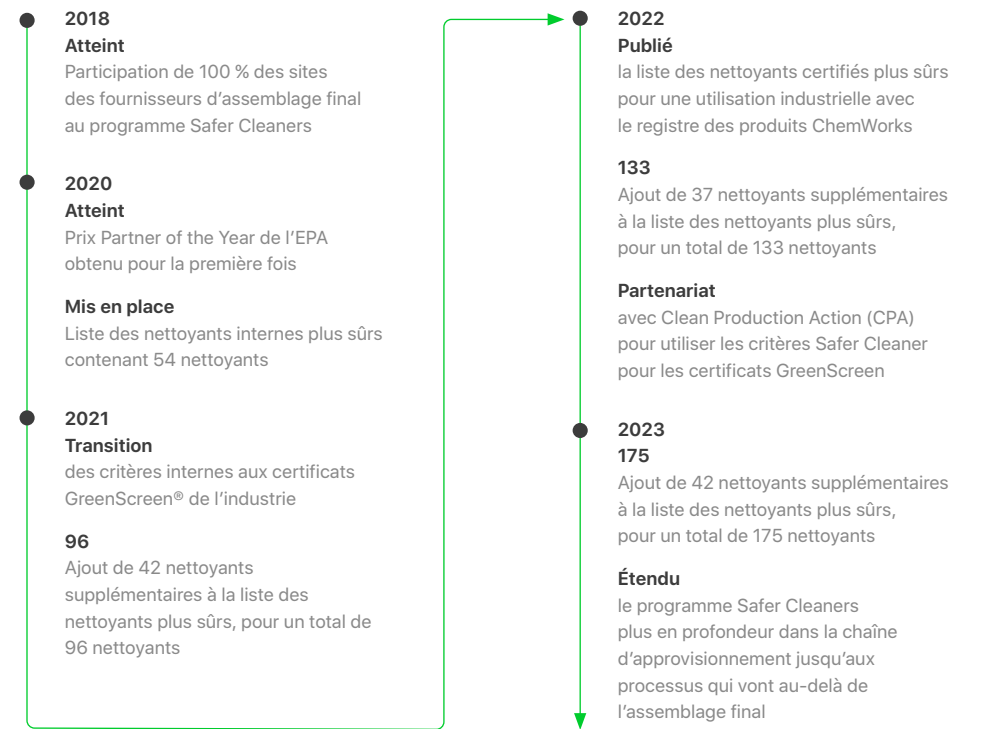 2018
Atteint
Participation de 100 % des sites
des fournisseurs d’assemblage final
au programme Safer Cleaners
2020
Atteint
Prix Partner of the Year de l’EPA
obtenu pour la première fois
Mis en place
Liste des nettoyants internes plus sûrs
contenant 54 nettoyants
2021
Transition
des critères internes aux certificats
GreenScreen® de l’industrie
96
Ajout de 42 nettoyants
supplémentaires à la liste des
nettoyants plus sûrs, pour un total de
96 nettoyants
2022
Publié
la liste des nettoyants certifiés plus sûrs
pour une utilisation industrielle avec
le registre des produits ChemWorks
133
Ajout de 37 nettoyants supplémentaires
à la liste des nettoyants plus sûrs,
pour un total de 133 nettoyants
Partenariat
avec Clean Production Action (CPA)
pour utiliser les critères Safer Cleaner
pour les certificats GreenScreen
2023
175
Ajout de 42 nettoyants supplémentaires
à la liste des nettoyants plus sûrs,
pour un total de 175 nettoyants
Étendu
le programme Safer Cleaners
plus en profondeur dans la chaîne
d’approvisionnement jusqu’aux
processus qui vont au-delà de
l’assemblage final